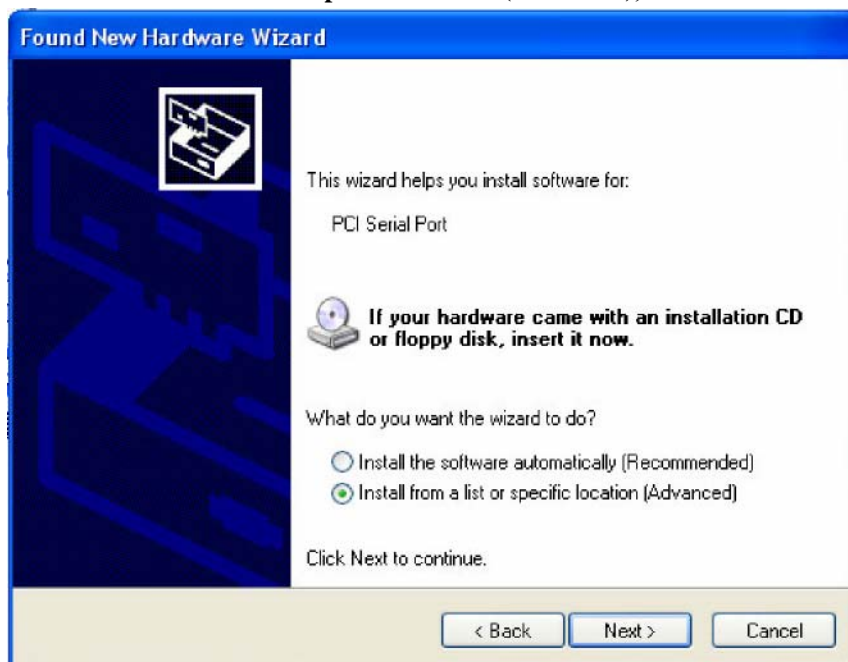 Found New Hardware Wizard
This wizard helps you install software for:
PCI Serial Port
If your hardware came with an installation CD
or floppy disk, insert it now.
What do you want the wizard to do?
Install the software automatically (Recommended)
Install from a list or specific location (Advanced)
Click Next to continue.
< Back Next > Cancel